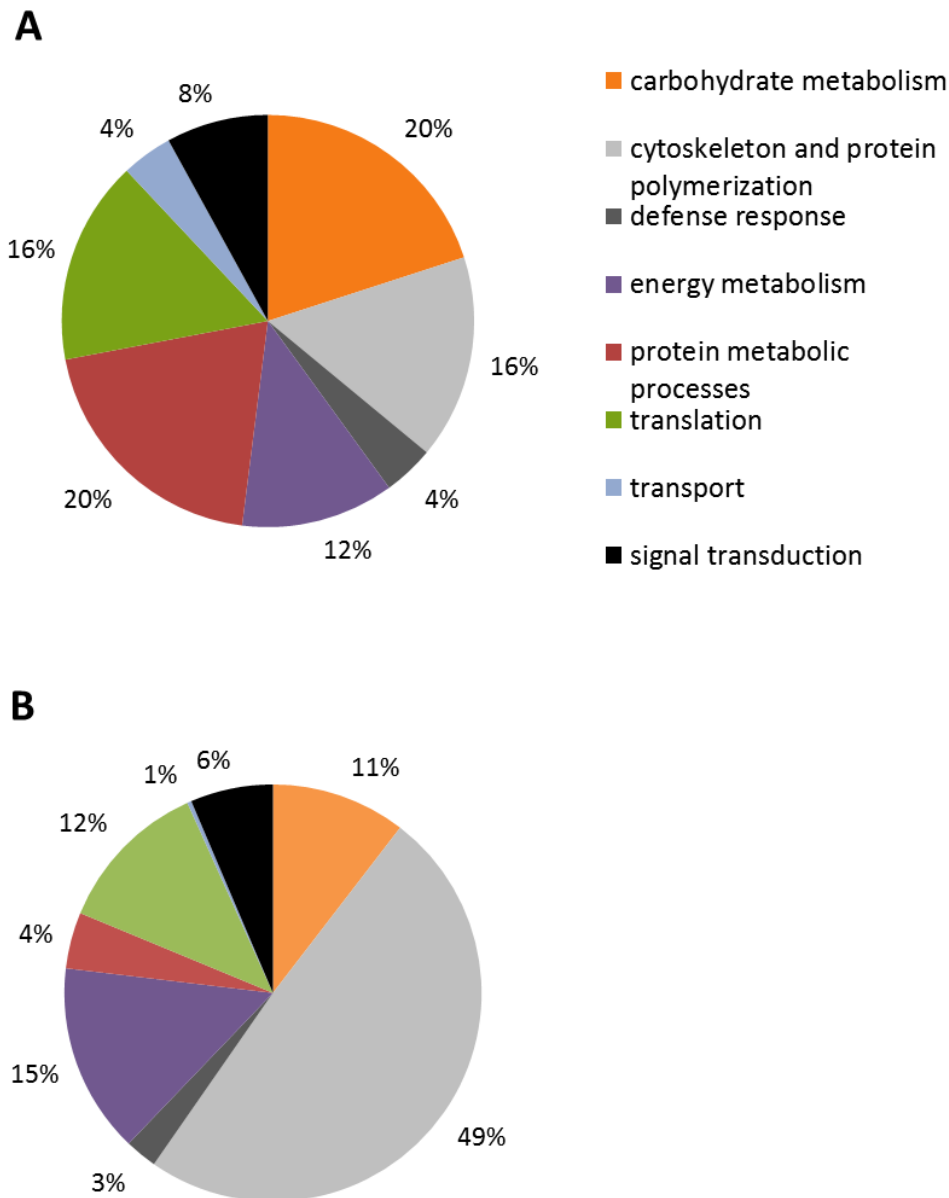 A
8%
4%
20%
16%
16%
20%
4%
12%
carbohydrate metabolism
cytoskeleton and protein
polymerization
defense response
energy metabolism
protein metabolic
processes
translation
transport
signal transduction
B
6%
1%
11%
12%
4%
15%
49%
3%